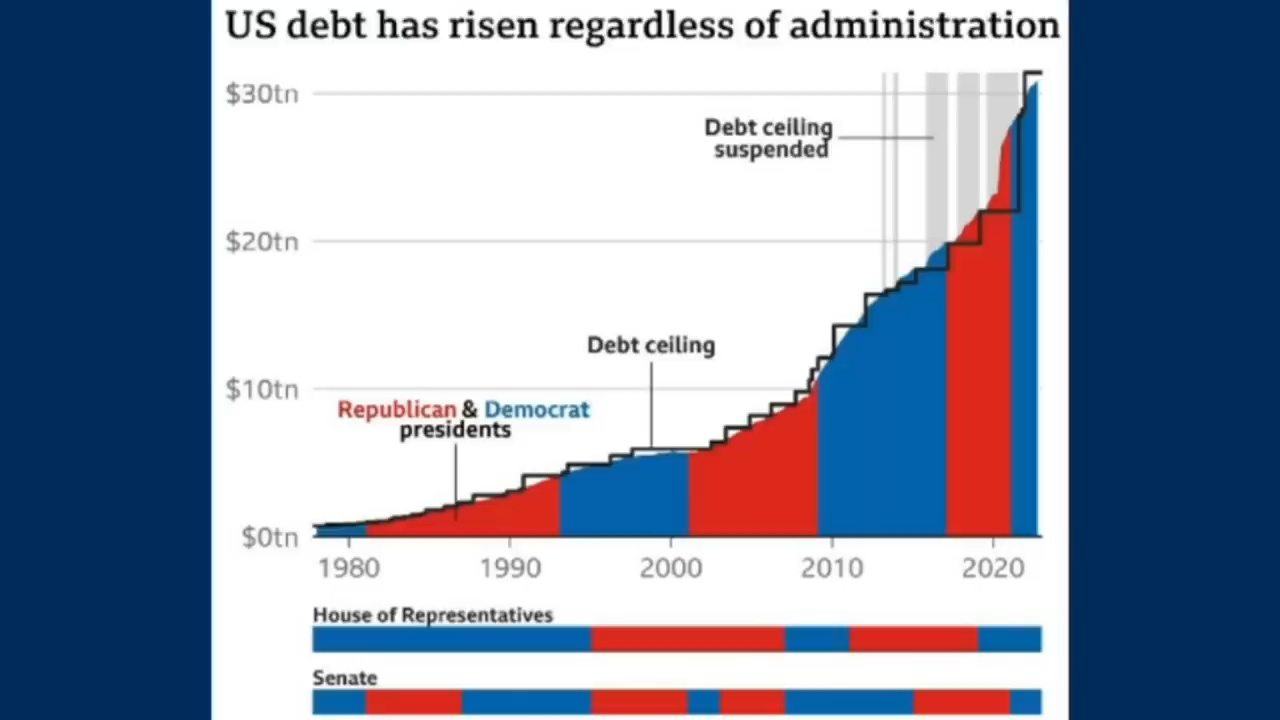 US debt has risen regardless of administration
$30tn
Debt ceiling
suspended
$20tn
Debt ceiling
$10tn
Republican & Democrat
presidents
$0tn
1980 1990 2000 2010 2020
House of Representatives
Senate